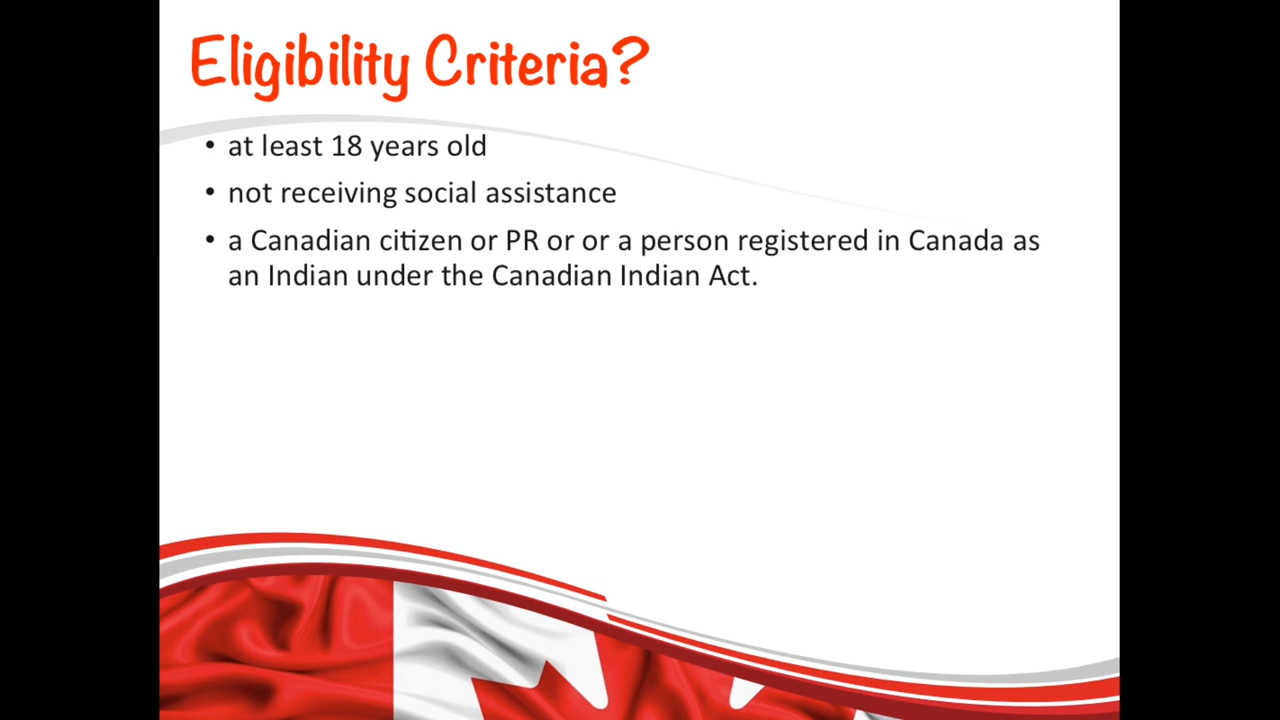 Eligibility Criteria?
• at least 18 years old
• not receiving social assistance
• a Canadian citizen or PR or or a person registered in Canada as
an Indian under the Canadian Indian Act.